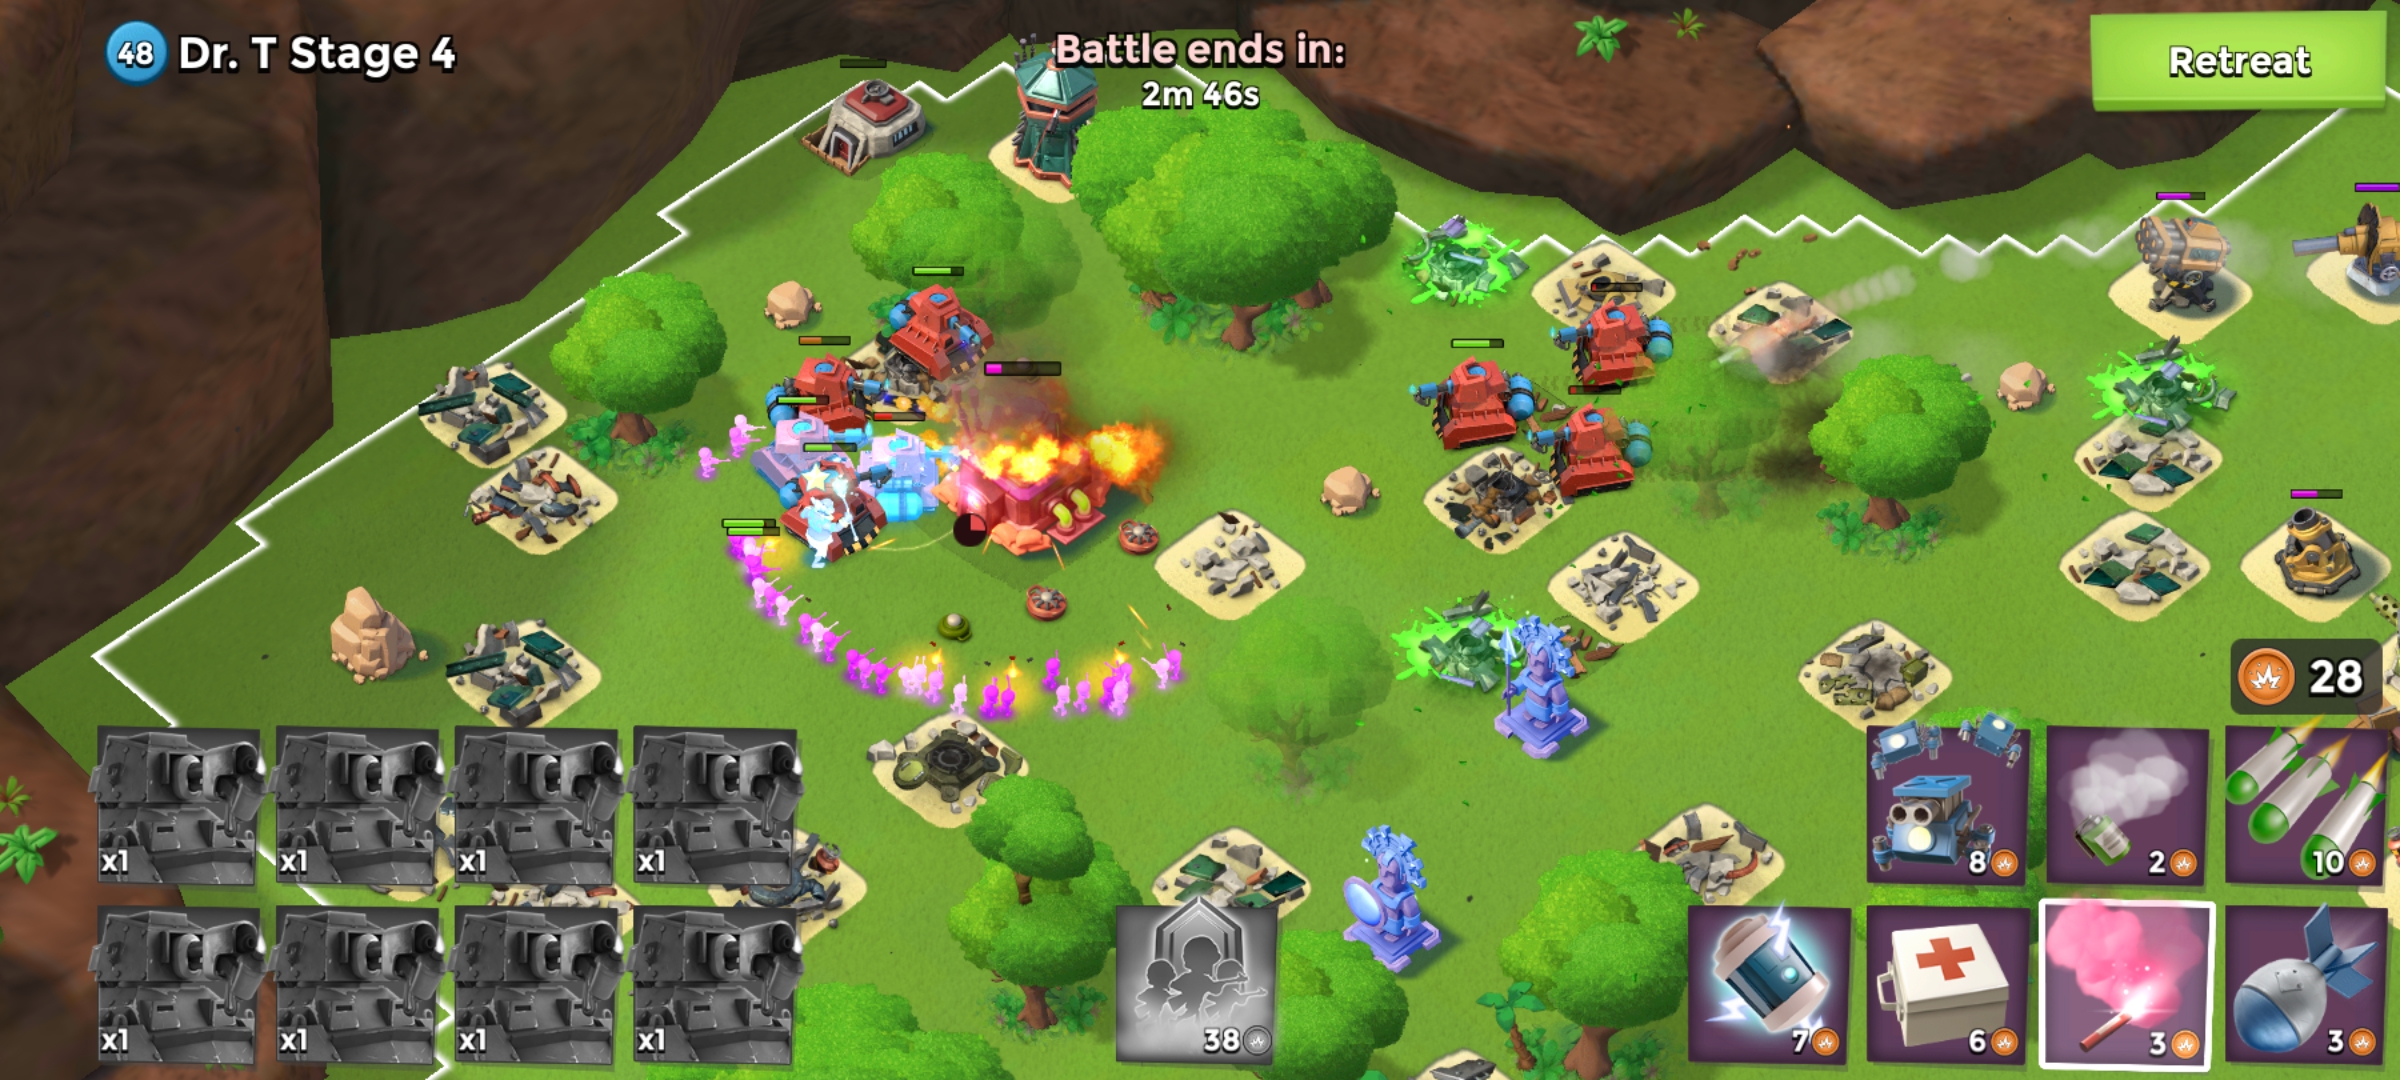 48 Dr. T Stage 4
Battle ends in:
2m 46s
Retreat
28
x1 x1 x1 x1
8 2 10
x1 x1 x1 x1
38
7 6 3 3